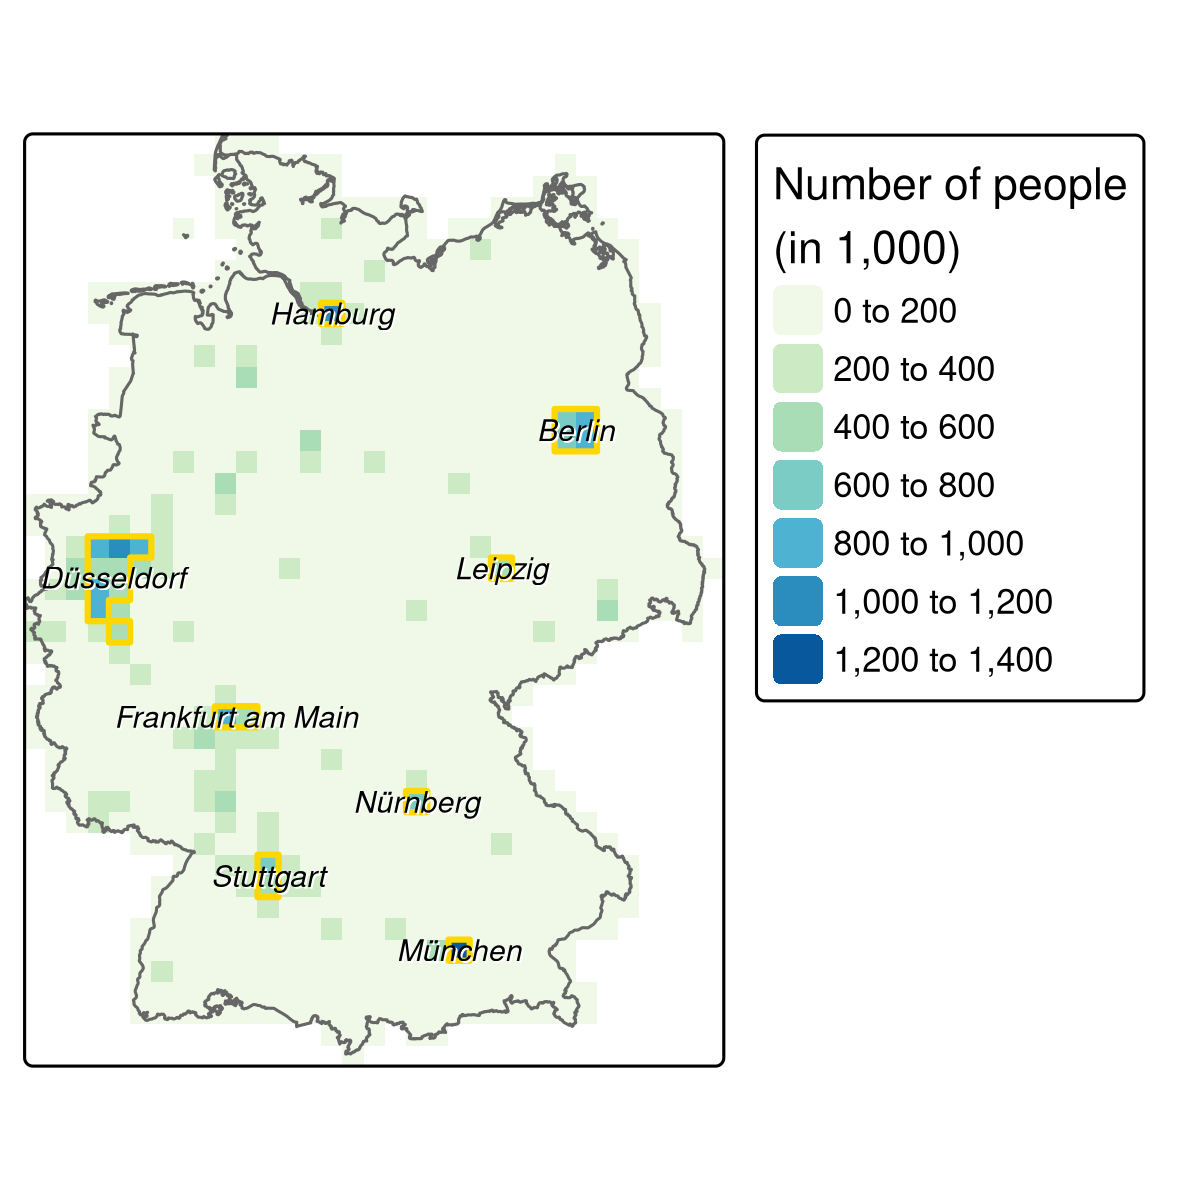 Hamburg
Berlin
Düsseldorf
Leipzig
Frankfurt am Main
Nürnberg
Stuttgart
München
Number of people
(in 1,000)
0 to 200
200 to 400
400 to 600
600 to 800
800 to 1,000
1,000 to 1,200
1,200 to 1,400